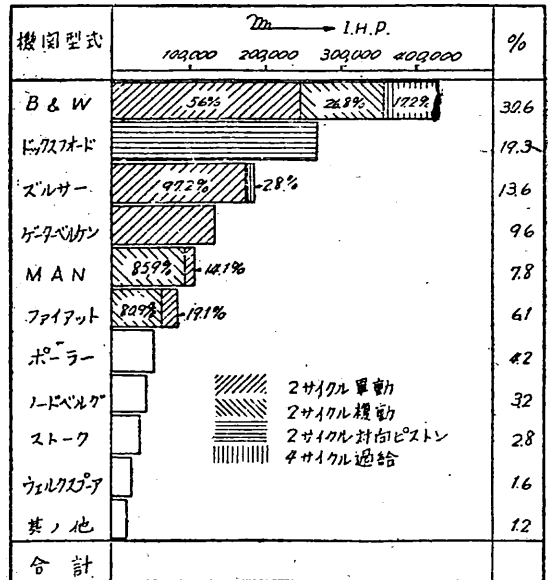 機関型式
I.H.P.
%
100,000 200,000 300,000 400,000
B & W 56% 26.8% 17.2% 30.6
ドックスフオード 19.3
ズルサー 97.2% 2.8% 13.6
ゲーターベルケン 9.6
MAN 85.9% 14.1% 7.8
フアイアット 80.9% 19.1% 6.1
ポーラー 4.2
ノードベルグ 3.2
ストーク 2.8
ウェルクスプーア 1.6
其ノ他 1.2
2サイクル単動
2サイクル複動
2サイクル対向ピストン
4サイクル過給
合計